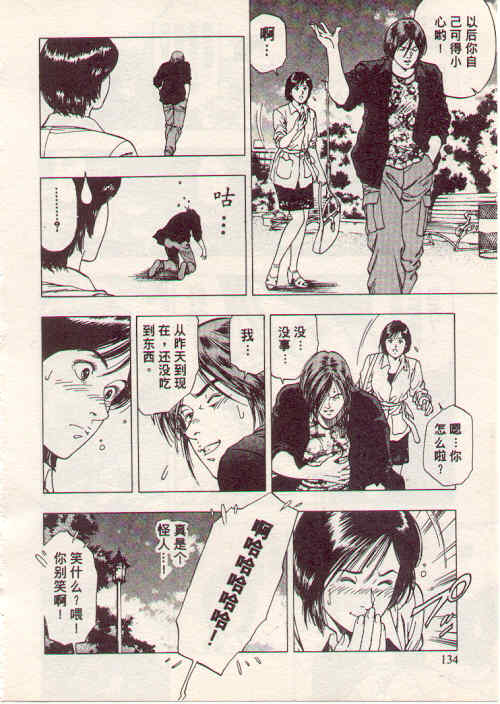 以后你自
己可得小
心哟！
啊…
咕…
………?
嗯…你
怎么啦？
没…
没事…
我…
从昨天到现
在，还没吃
到东西。
啊哈哈哈哈哈！
真是个
怪人……
笑什么？喂！
你别笑啊！
134